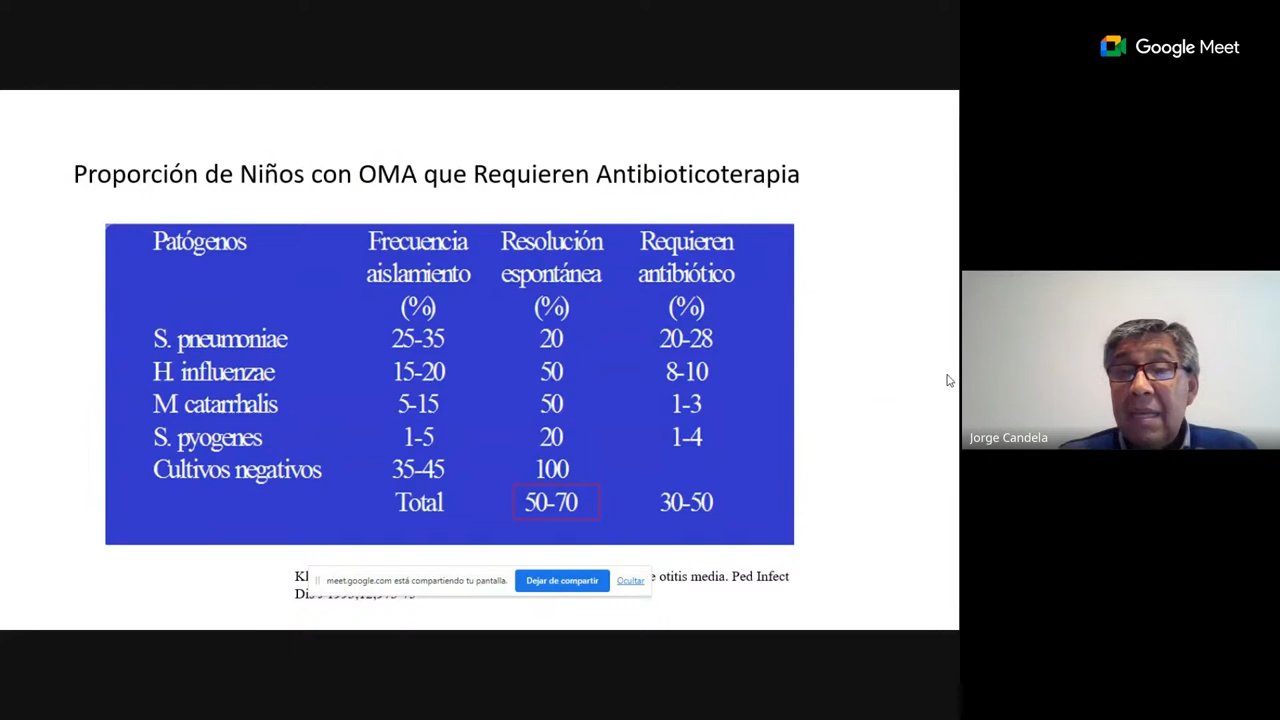 Google Meet
Proporción de Niños con OMA que Requieren Antibioticoterapia
Patógenos Frecuencia aislamiento (%) Resolución espontánea (%) Requieren antibiótico (%)
S. pneumoniae 25-35 20 20-28
H. influenzae 15-20 50 8-10
M catarrhalis 5-15 50 1-3
S. pyogenes 1-5 20 1-4
Cultivos negativos 35-45 100
Total 50-70 30-50
otitis media. Ped Infect
meet.google.com está compartiendo tu pantalla. Dejar de compartir Ocultar
Jorge Candela